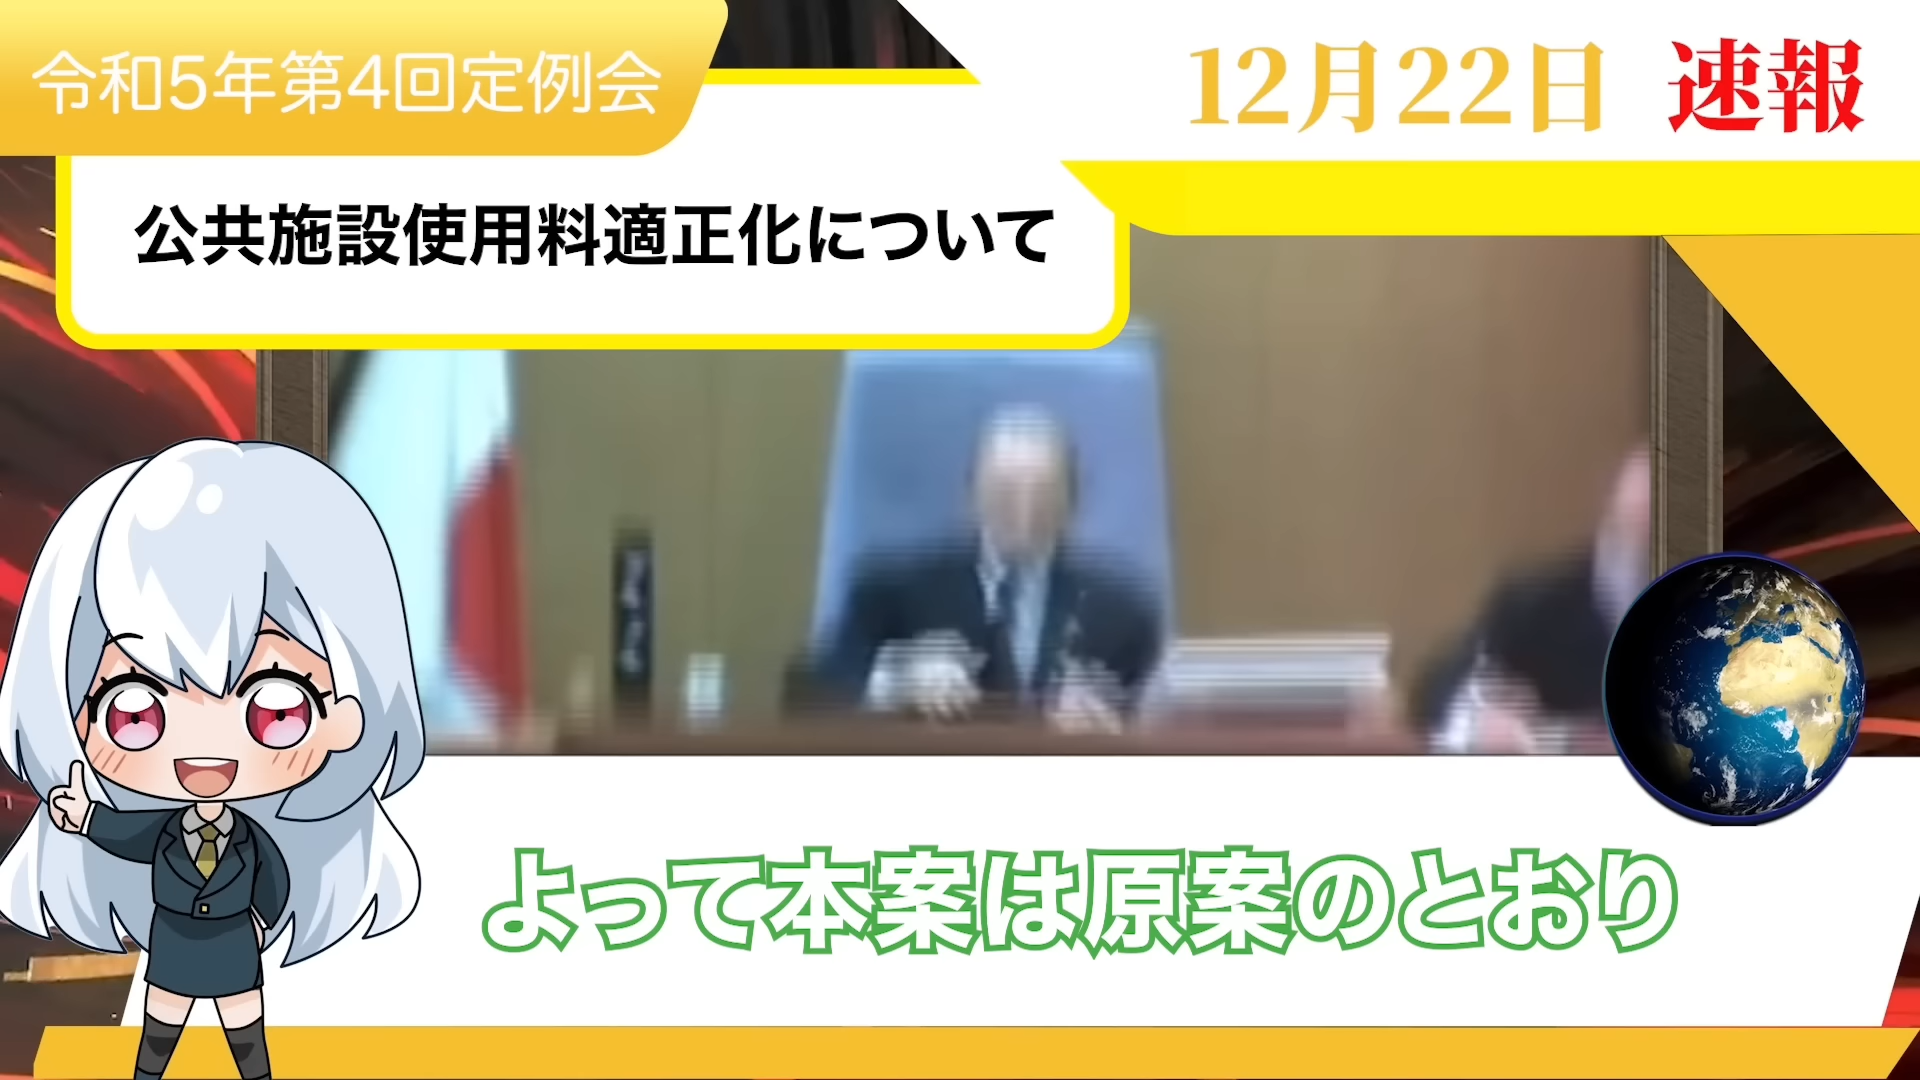 令和5年第4回定例会
12月22日 速報
公共施設使用料適正化について
よって本案は原案のとおり